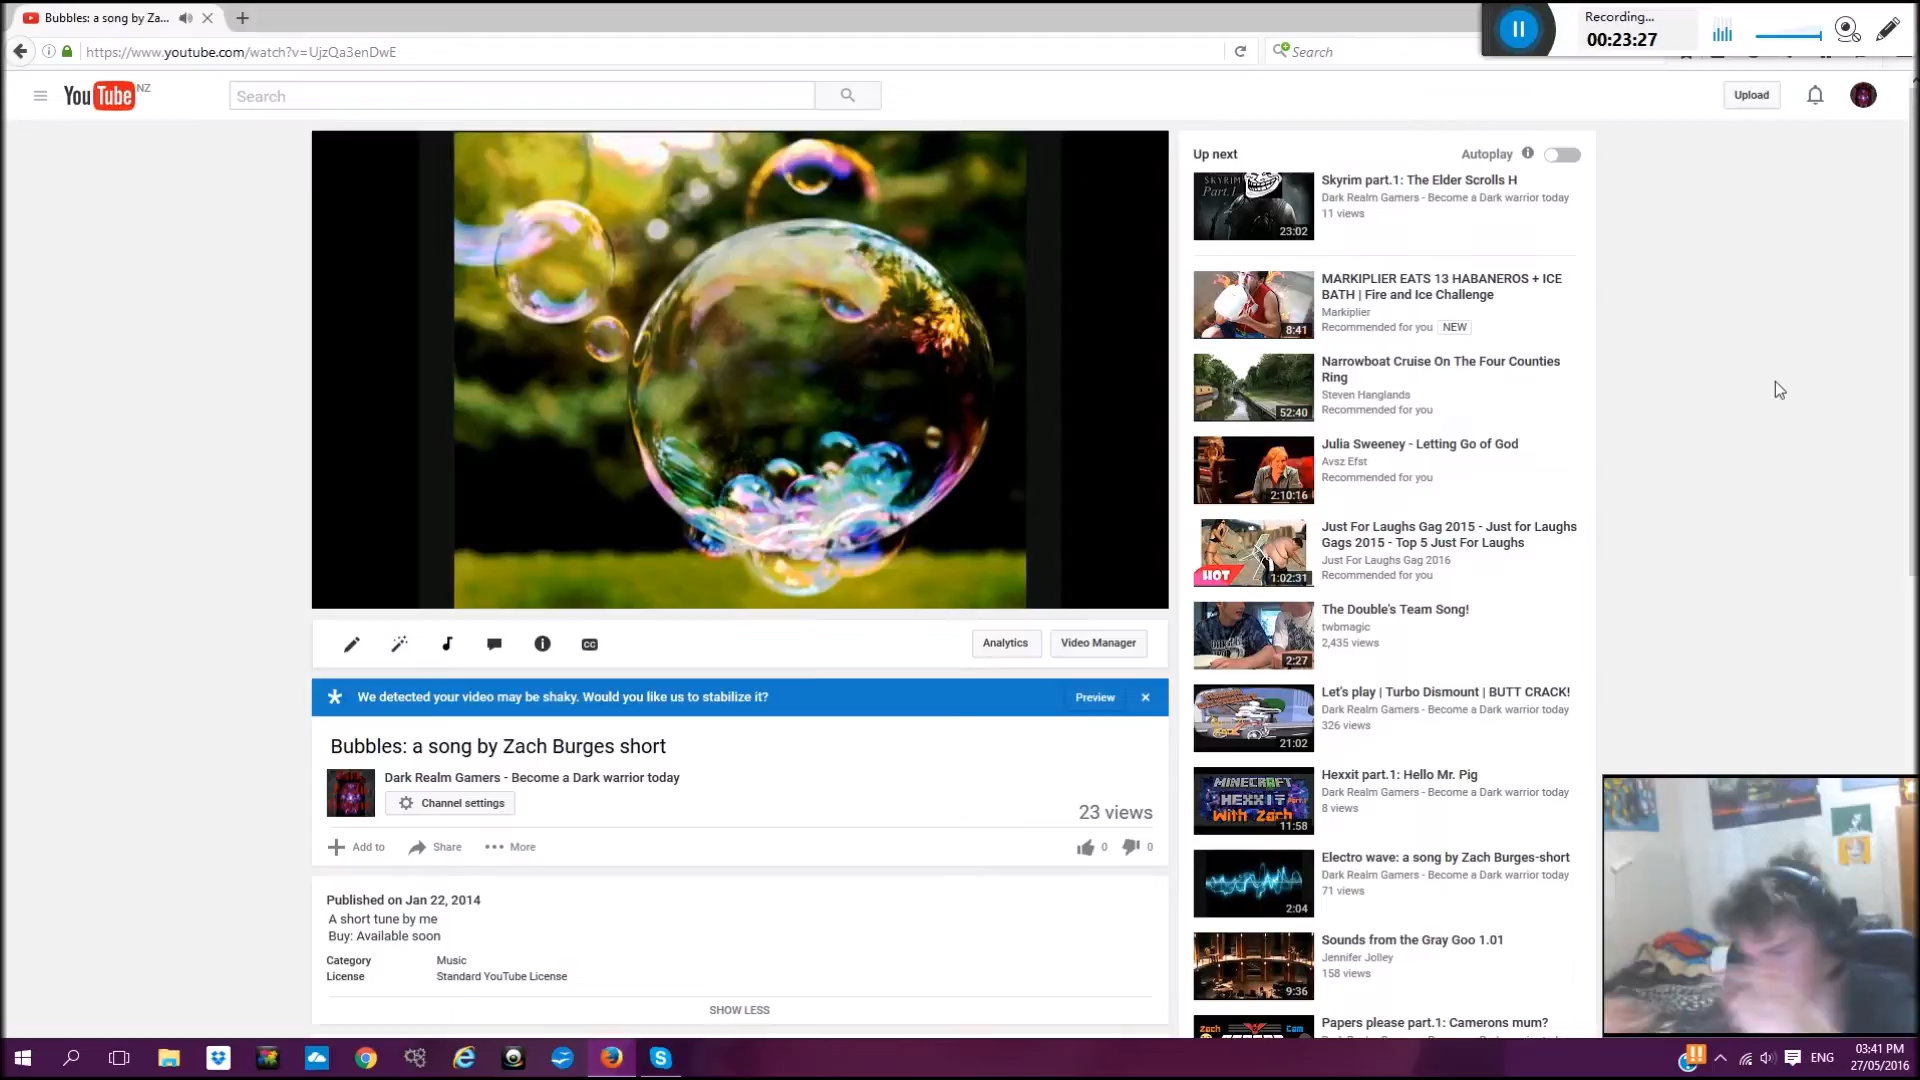 Bubbles: a song by Za...
Recording...
00:23:27
https://www.youtube.com/watch?v=UjzQa3enDwE
Search
YouTube NZ
Search
Upload
Up next
Autoplay
SKYRIM
Part.1
23:02
Skyrim part.1: The Elder Scrolls H
Dark Realm Gamers - Become a Dark warrior today
11 views
8:41
MARKIPLIER EATS 13 HABANEROS + ICE
BATH | Fire and Ice Challenge
Markiplier
Recommended for you NEW
52:40
Narrowboat Cruise On The Four Counties
Ring
Steven Hanglands
Recommended for you
2:10:16
Julia Sweeney - Letting Go of God
Avsz Efst
Recommended for you
HOT
1:02:31
Just For Laughs Gag 2015 - Just for Laughs
Gags 2015 - Top 5 Just For Laughs
Just For Laughs Gag 2016
Recommended for you
2:27
The Double's Team Song!
twbmagic
2,435 views
21:02
Let's play | Turbo Dismount | BUTT CRACK!
Dark Realm Gamers - Become a Dark warrior today
326 views
MINECRAFT
HEXXIT
With Zach
11:58
Hexxit part.1: Hello Mr. Pig
Dark Realm Gamers - Become a Dark warrior today
8 views
2:04
Electro wave: a song by Zach Burges-short
Dark Realm Gamers - Become a Dark warrior today
71 views
9:36
Sounds from the Gray Goo 1.01
Jennifer Jolley
158 views
Zach Cam
Papers please part.1: Camerons mum?
CC
Analytics
Video Manager
We detected your video may be shaky. Would you like us to stabilize it?
Preview
Bubbles: a song by Zach Burges short
Dark Realm Gamers - Become a Dark warrior today
Channel settings
23 views
Add to
Share
More
0
0
Published on Jan 22, 2014
A short tune by me
Buy: Available soon
Category Music
License Standard YouTube License
SHOW LESS
ENG
03:41 PM
27/05/2016